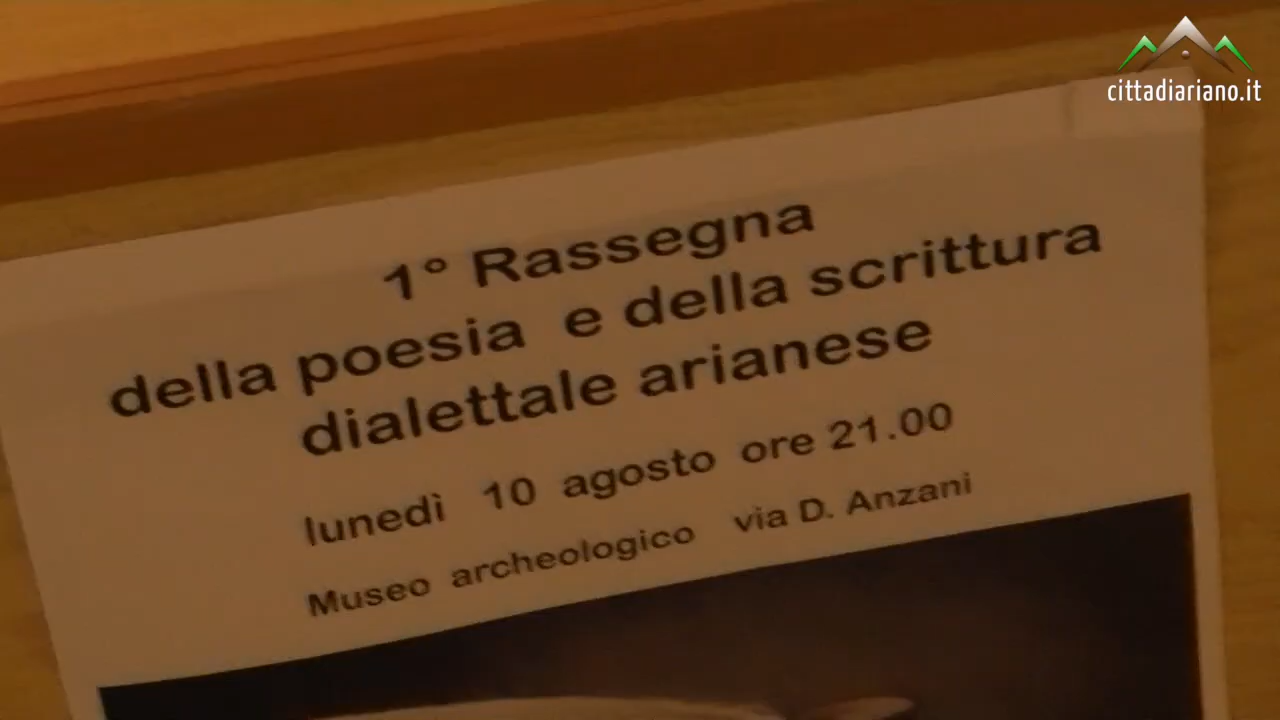 cittadiariano.it
1° Rassegna
della poesia e della scrittura
dialettale arianese
lunedì 10 agosto ore 21.00
Museo archeologico via D. Anzani